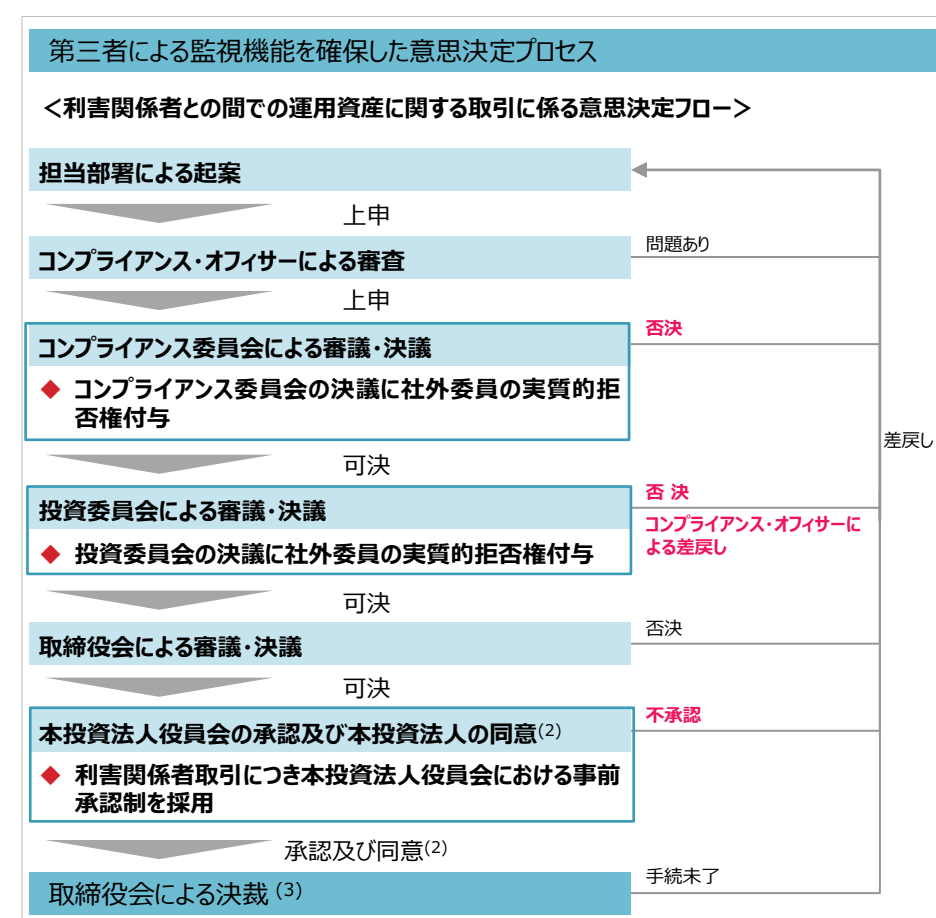 第三者による監視機能を確保した意思決定プロセス
＜利害関係者との間での運用資産に関する取引に係る意思決定フロー＞
担当部署による起案
上申
コンプライアンス・オフィサーによる審査
問題あり
上申
コンプライアンス委員会による審議・決議
否決
◆ コンプライアンス委員会の決議に社外委員の実質的拒
否権付与
差戻し
可決
投資委員会による審議・決議
否 決
コンプライアンス・オフィサーに
よる差戻し
◆ 投資委員会の決議に社外委員の実質的拒否権付与
可決
取締役会による審議・決議
否決
可決
本投資法人役員会の承認及び本投資法人の同意(2)
不承認
◆ 利害関係者取引につき本投資法人役員会における事前
承認制を採用
承認及び同意(2)
取締役会による決裁 (3)
手続未了